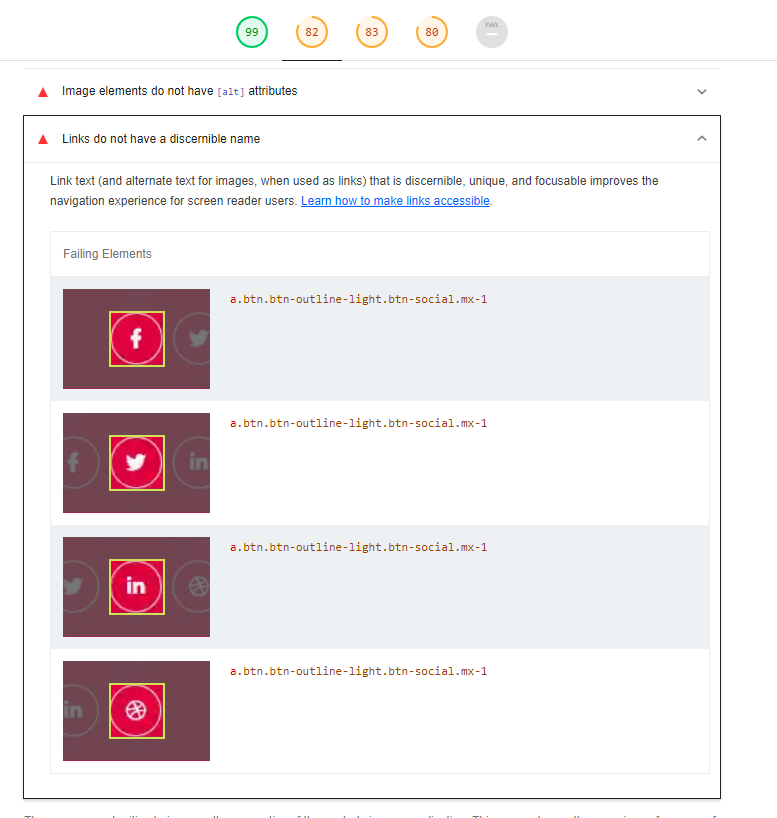 99 82 83 80 PWA
Image elements do not have [alt] attributes
Links do not have a discernible name
Link text (and alternate text for images, when used as links) that is discernible, unique, and focusable improves the
navigation experience for screen reader users. Learn how to make links accessible.
Failing Elements
a.btn.btn-outline-light.btn-social.mx-1
a.btn.btn-outline-light.btn-social.mx-1
in
a.btn.btn-outline-light.btn-social.mx-1
in
in
a.btn.btn-outline-light.btn-social.mx-1